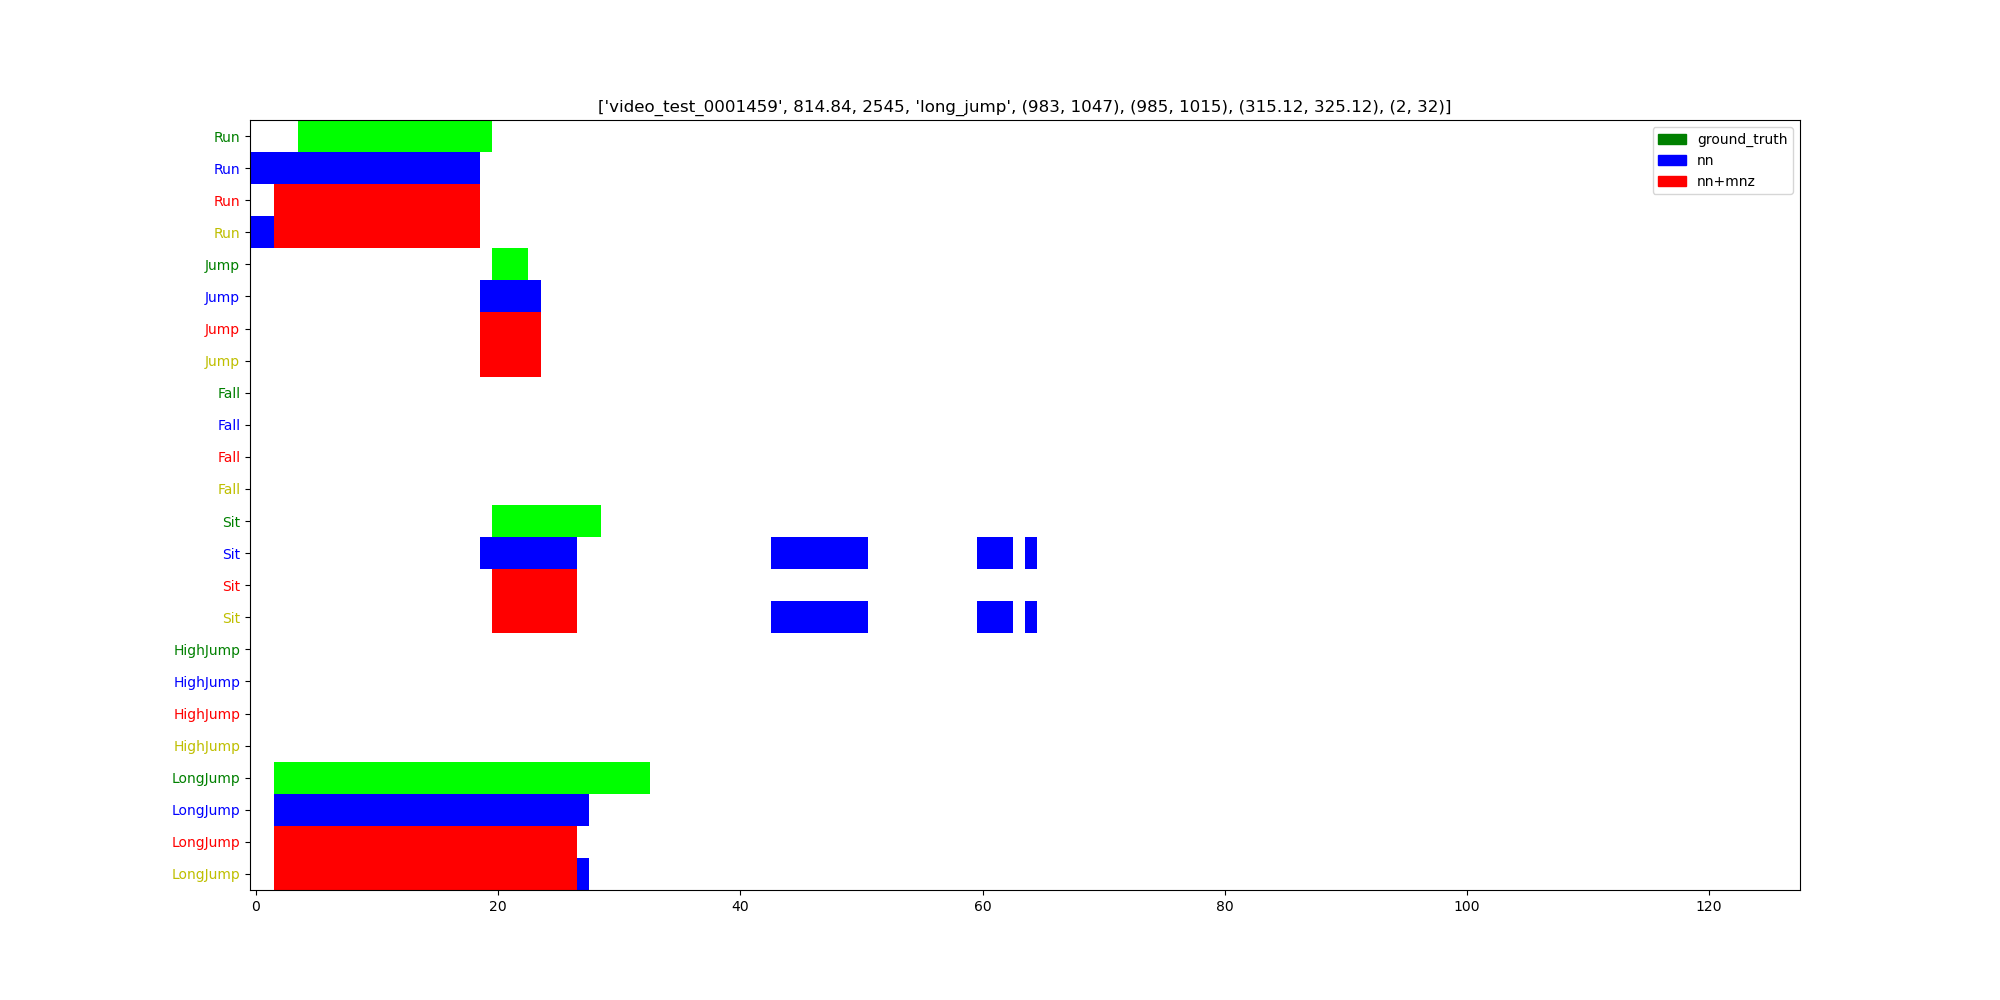 ['video_test_0001459', 814.84, 2545, 'long_jump', (983, 1047), (985, 1015), (315.12, 325.12), (2, 32)]
ground_truth
nn
nn+mnz
Run
Run
Run
Run
Jump
Jump
Jump
Jump
Fall
Fall
Fall
Fall
Sit
Sit
Sit
Sit
HighJump
HighJump
HighJump
HighJump
LongJump
LongJump
LongJump
LongJump
0 20 40 60 80 100 120